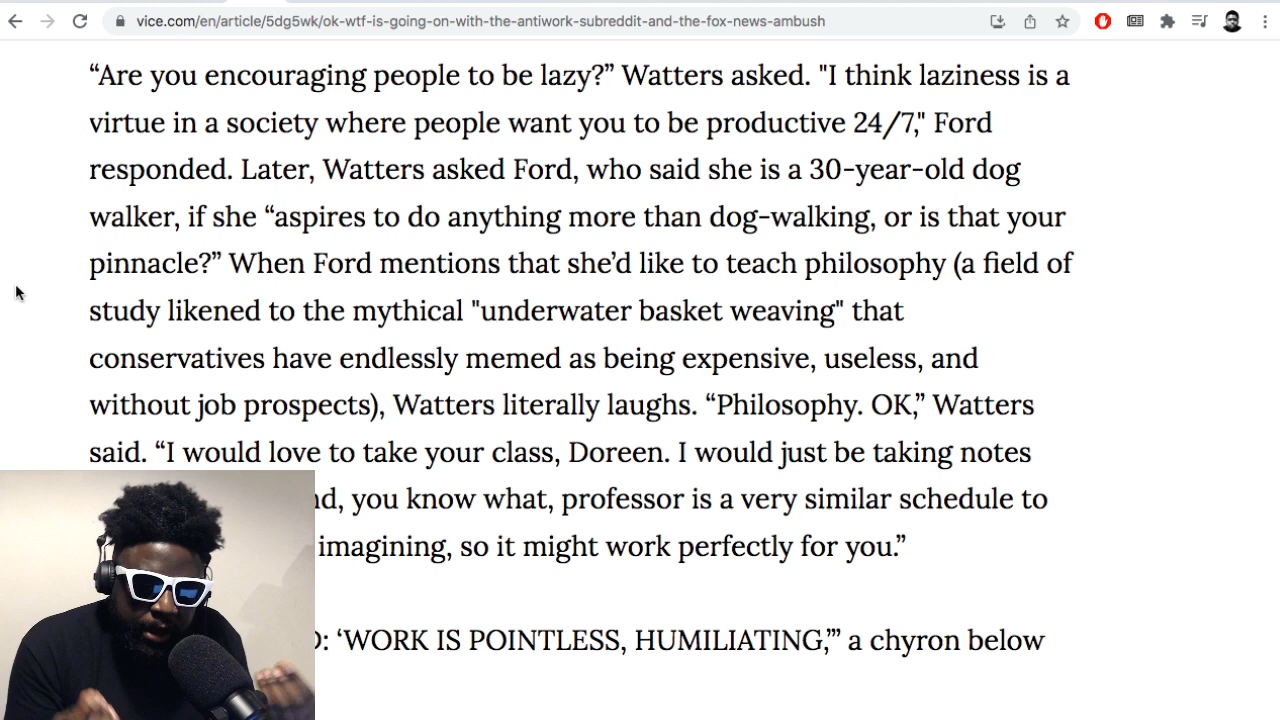 vice.com/en/article/5dg5wk/ok-wtf-is-going-on-with-the-antiwork-subreddit-and-the-fox-news-ambush
“Are you encouraging people to be lazy?” Watters asked. "I think laziness is a
virtue in a society where people want you to be productive 24/7," Ford
responded. Later, Watters asked Ford, who said she is a 30-year-old dog
walker, if she “aspires to do anything more than dog-walking, or is that your
pinnacle?” When Ford mentions that she’d like to teach philosophy (a field of
study likened to the mythical "underwater basket weaving" that
conservatives have endlessly memed as being expensive, useless, and
without job prospects), Watters literally laughs. “Philosophy. OK,” Watters
said. “I would love to take your class, Doreen. I would just be taking notes
you know what, professor is a very similar schedule to
imagining, so it might work perfectly for you.”
: ‘WORK IS POINTLESS, HUMILIATING,’” a chyron below